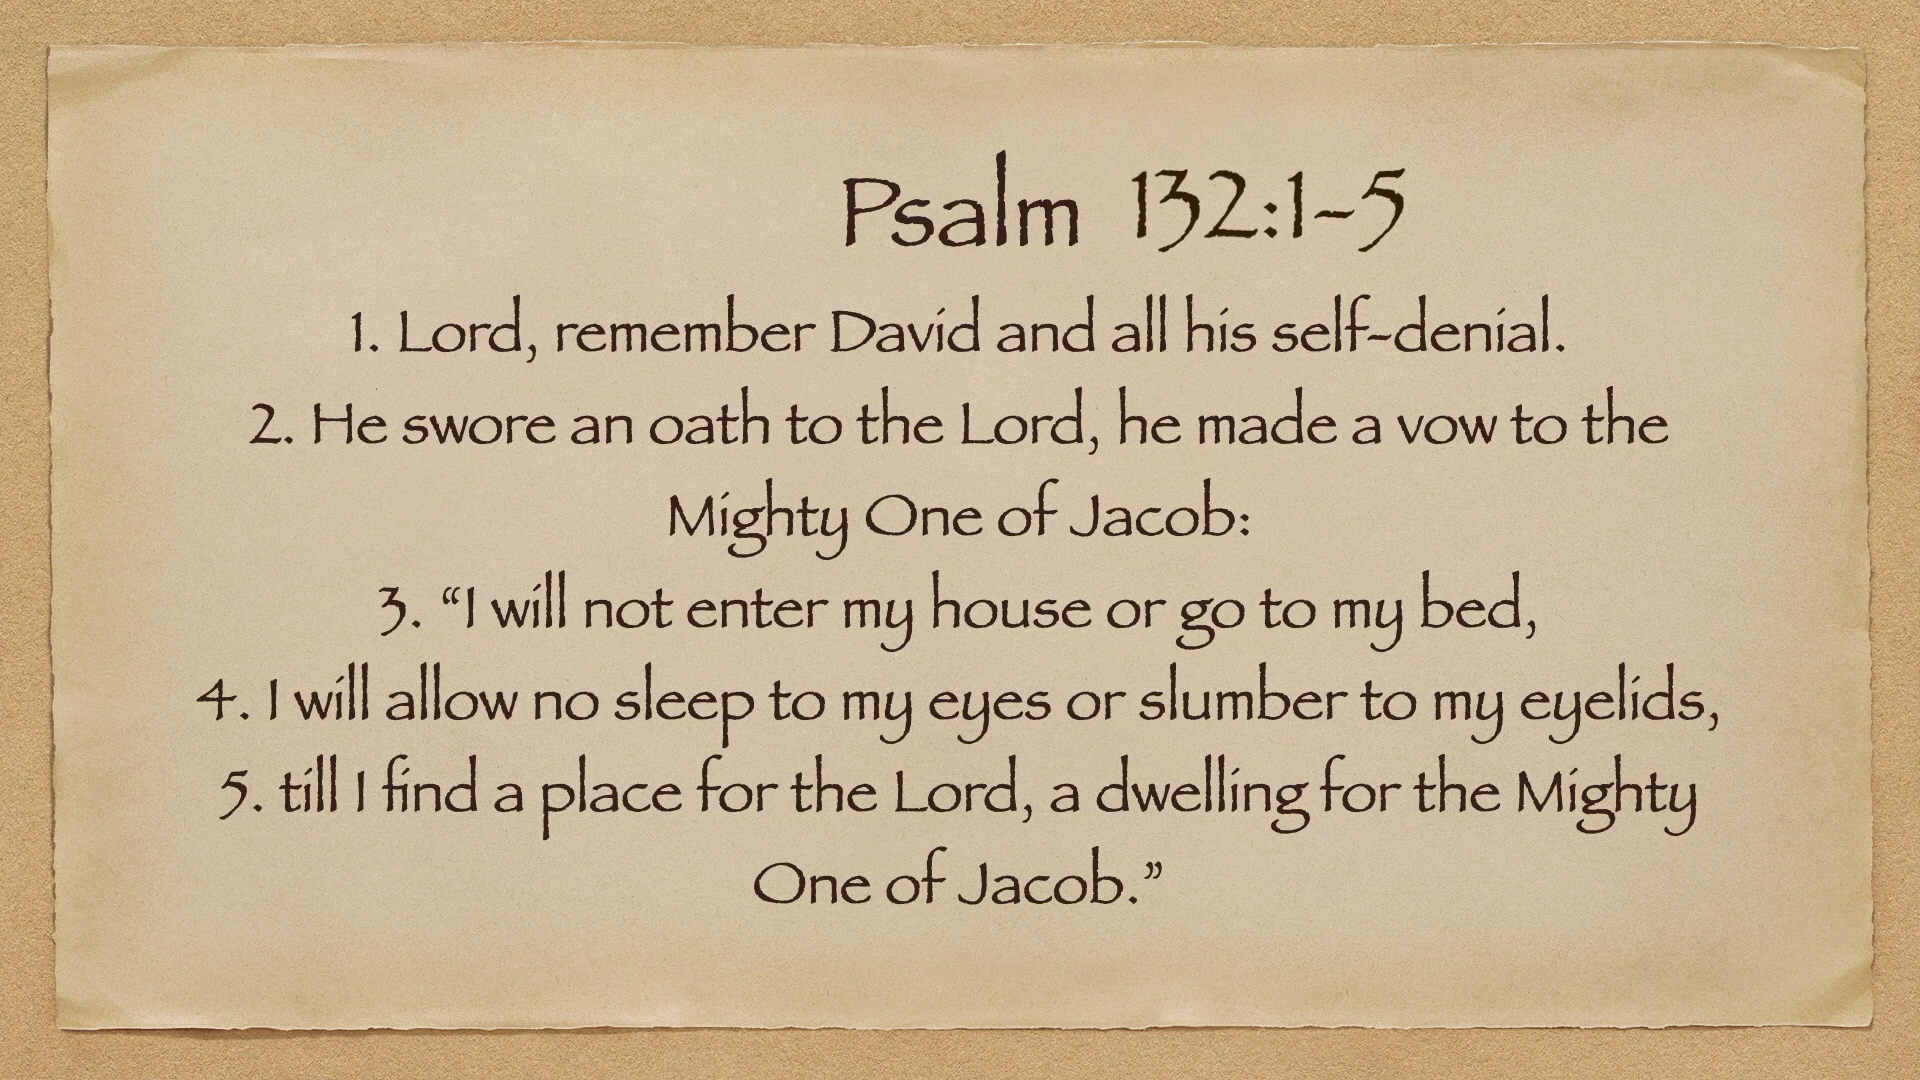 Psalm 132:1-5
1. Lord, remember David and all his self-denial.
2. He swore an oath to the Lord, he made a vow to the
Mighty One of Jacob:
3. “I will not enter my house or go to my bed,
4. I will allow no sleep to my eyes or slumber to my eyelids,
5. till I find a place for the Lord, a dwelling for the Mighty
One of Jacob.”